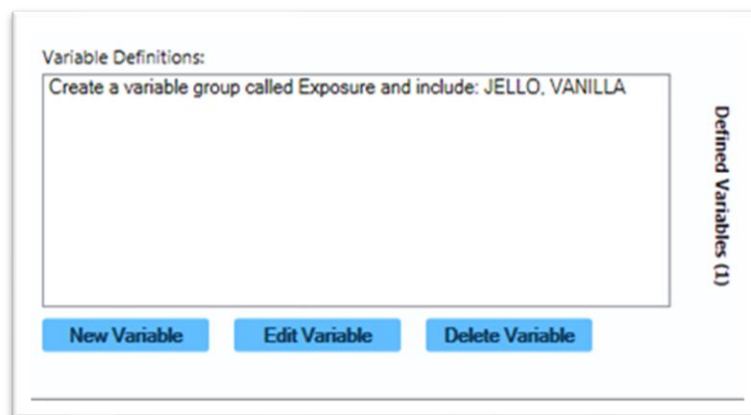 Variable Definitions:
Create a variable group called Exposure and include: JELLO, VANILLA
Defined Variables (1)
New Variable
Edit Variable
Delete Variable